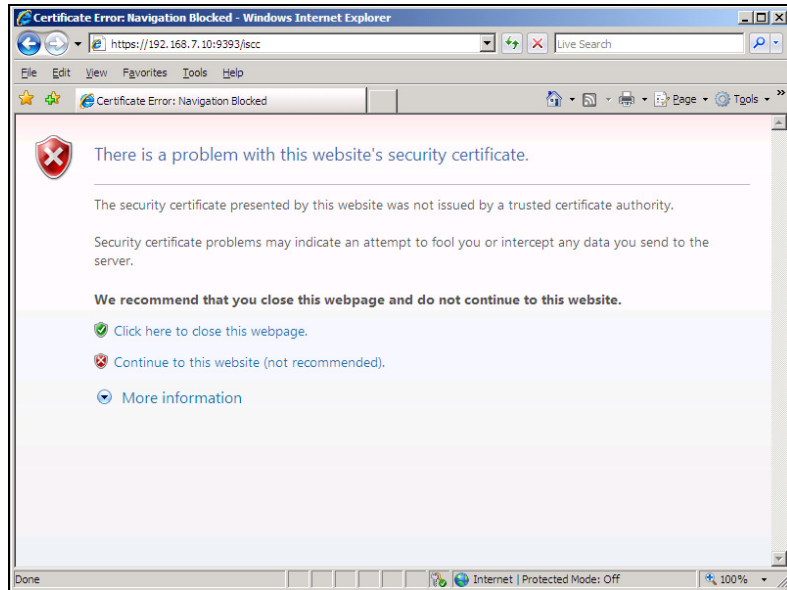 Certificate Error: Navigation Blocked - Windows Internet Explorer
https://192.168.7.10:9393/iscc
Live Search
File Edit View Favorites Tools Help
Certificate Error: Navigation Blocked
Page Tools »
There is a problem with this website's security certificate.
The security certificate presented by this website was not issued by a trusted certificate authority.
Security certificate problems may indicate an attempt to fool you or intercept any data you send to the
server.
We recommend that you close this webpage and do not continue to this website.
Click here to close this webpage.
Continue to this website (not recommended).
More information
Done Internet | Protected Mode: Off 100%